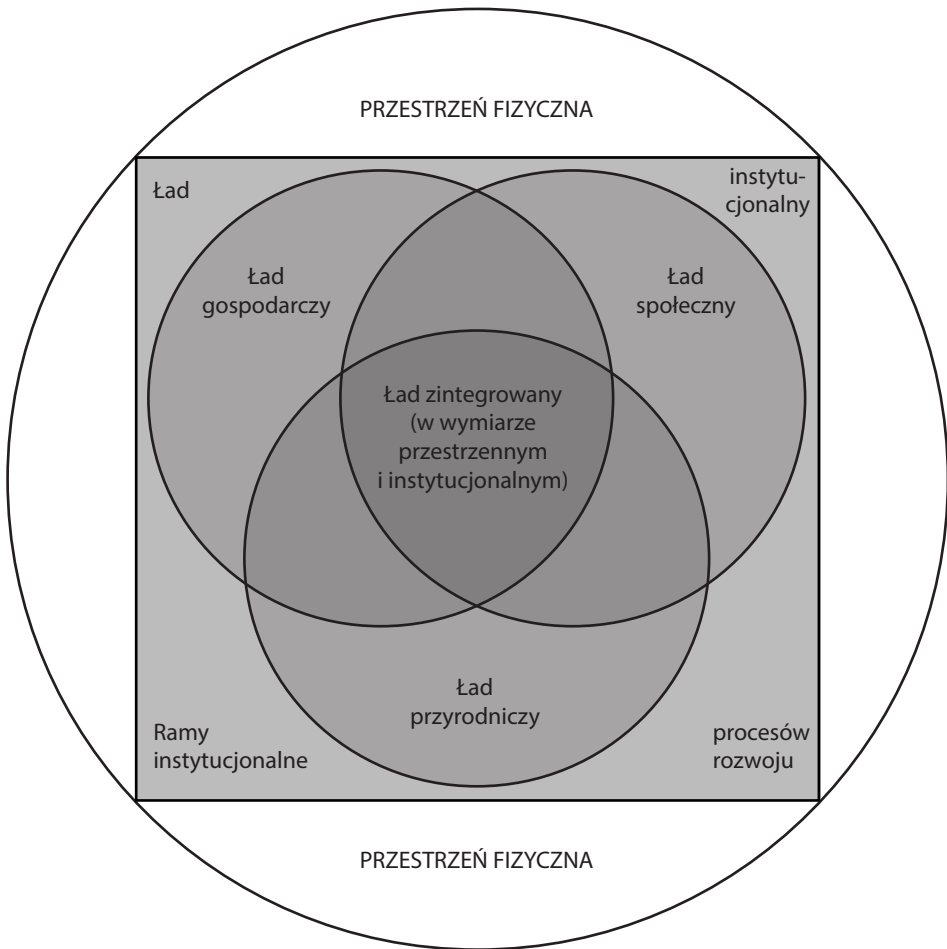 PRZESTRZEŃ FIZYCZNA
Ład
instytu-
cjonalny
Ład
gospodarczy
Ład
społeczny
Ład zintegrowany
(w wymiarze
przestrzennym
i instytucjonalnym)
Ład
przyrodniczy
Ramy
instytucjonalne
procesów
rozwoju
PRZESTRZEŃ FIZYCZNA